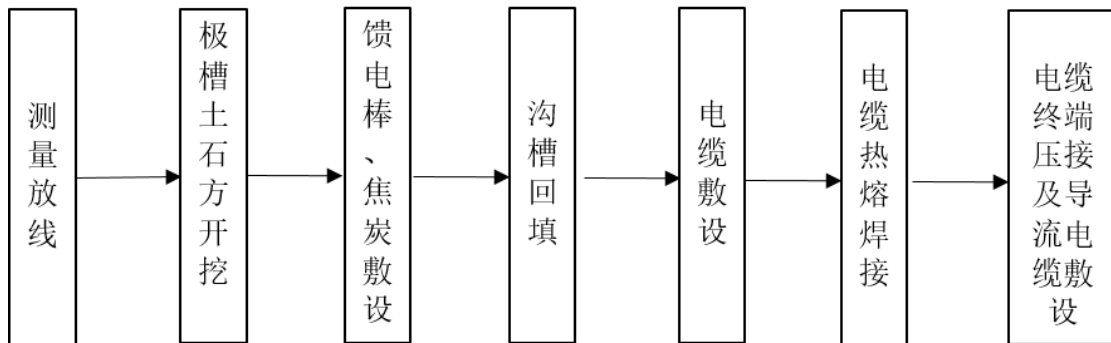 测量放线
极槽土石方开挖
馈电棒、焦炭敷设
沟槽回填
电缆敷设
电缆热熔焊接
电缆
终端
压接
及导
流电
缆敷
设